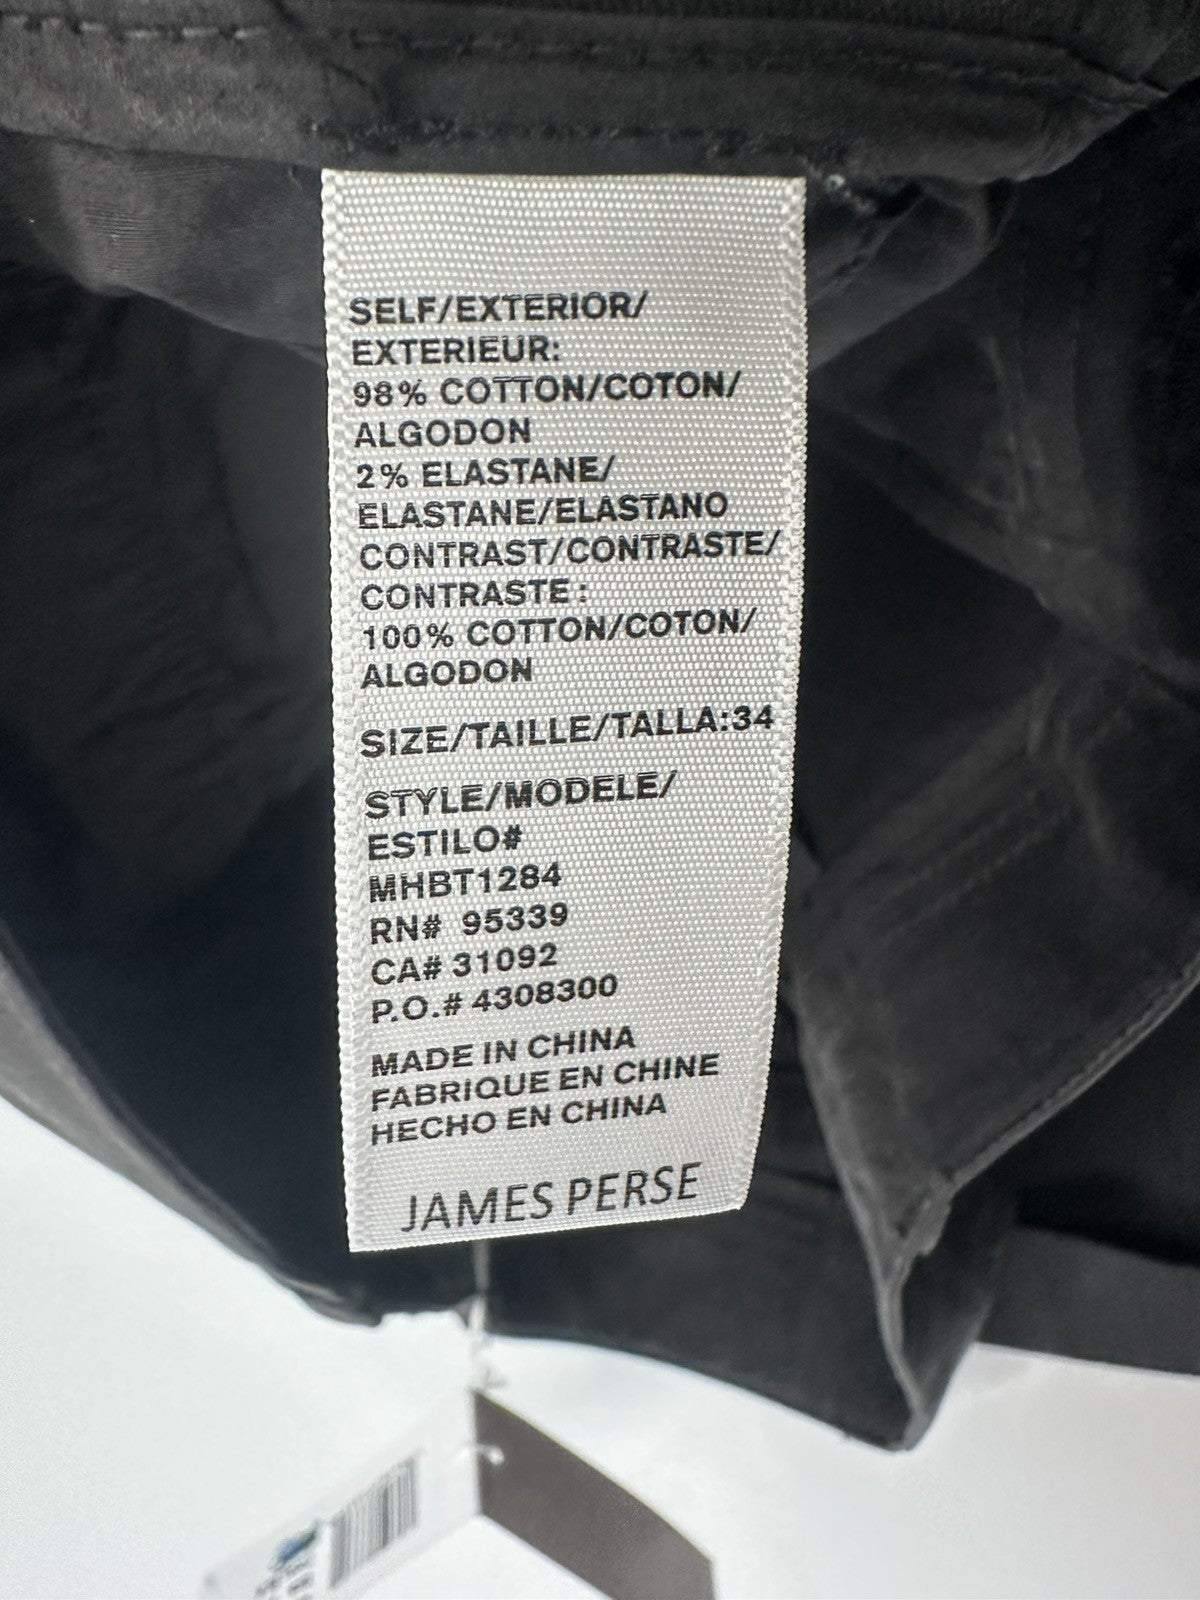 SELF/EXTERIOR/
EXTERIEUR:
98% COTTON/COTON/
ALGODON
2% ELASTANE/
ELASTANE/ELASTANO
CONTRAST/CONTRASTE/
CONTRASTE :
100% COTTON/COTON/
ALGODON
SIZE/TAILLE/TALLA:34
STYLE/MODELE/
ESTILO#
MHBT1284
RN# 95339
CA# 31092
P.O.# 4308300
MADE IN CHINA
FABRIQUE EN CHINE
HECHO EN CHINA
JAMES PERSE